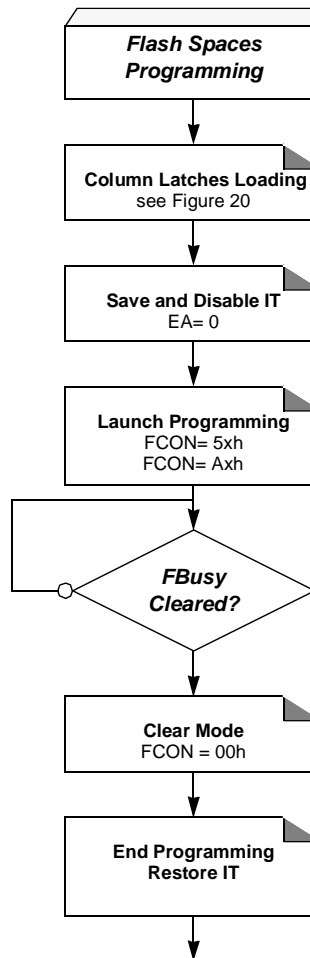 Flash Spaces
Programming
Column Latches Loading
see Figure 20
Save and Disable IT
EA= 0
Launch Programming
FCON= 5xh
FCON= Axh
FBusy
Cleared?
Clear Mode
FCON = 00h
End Programming
Restore IT